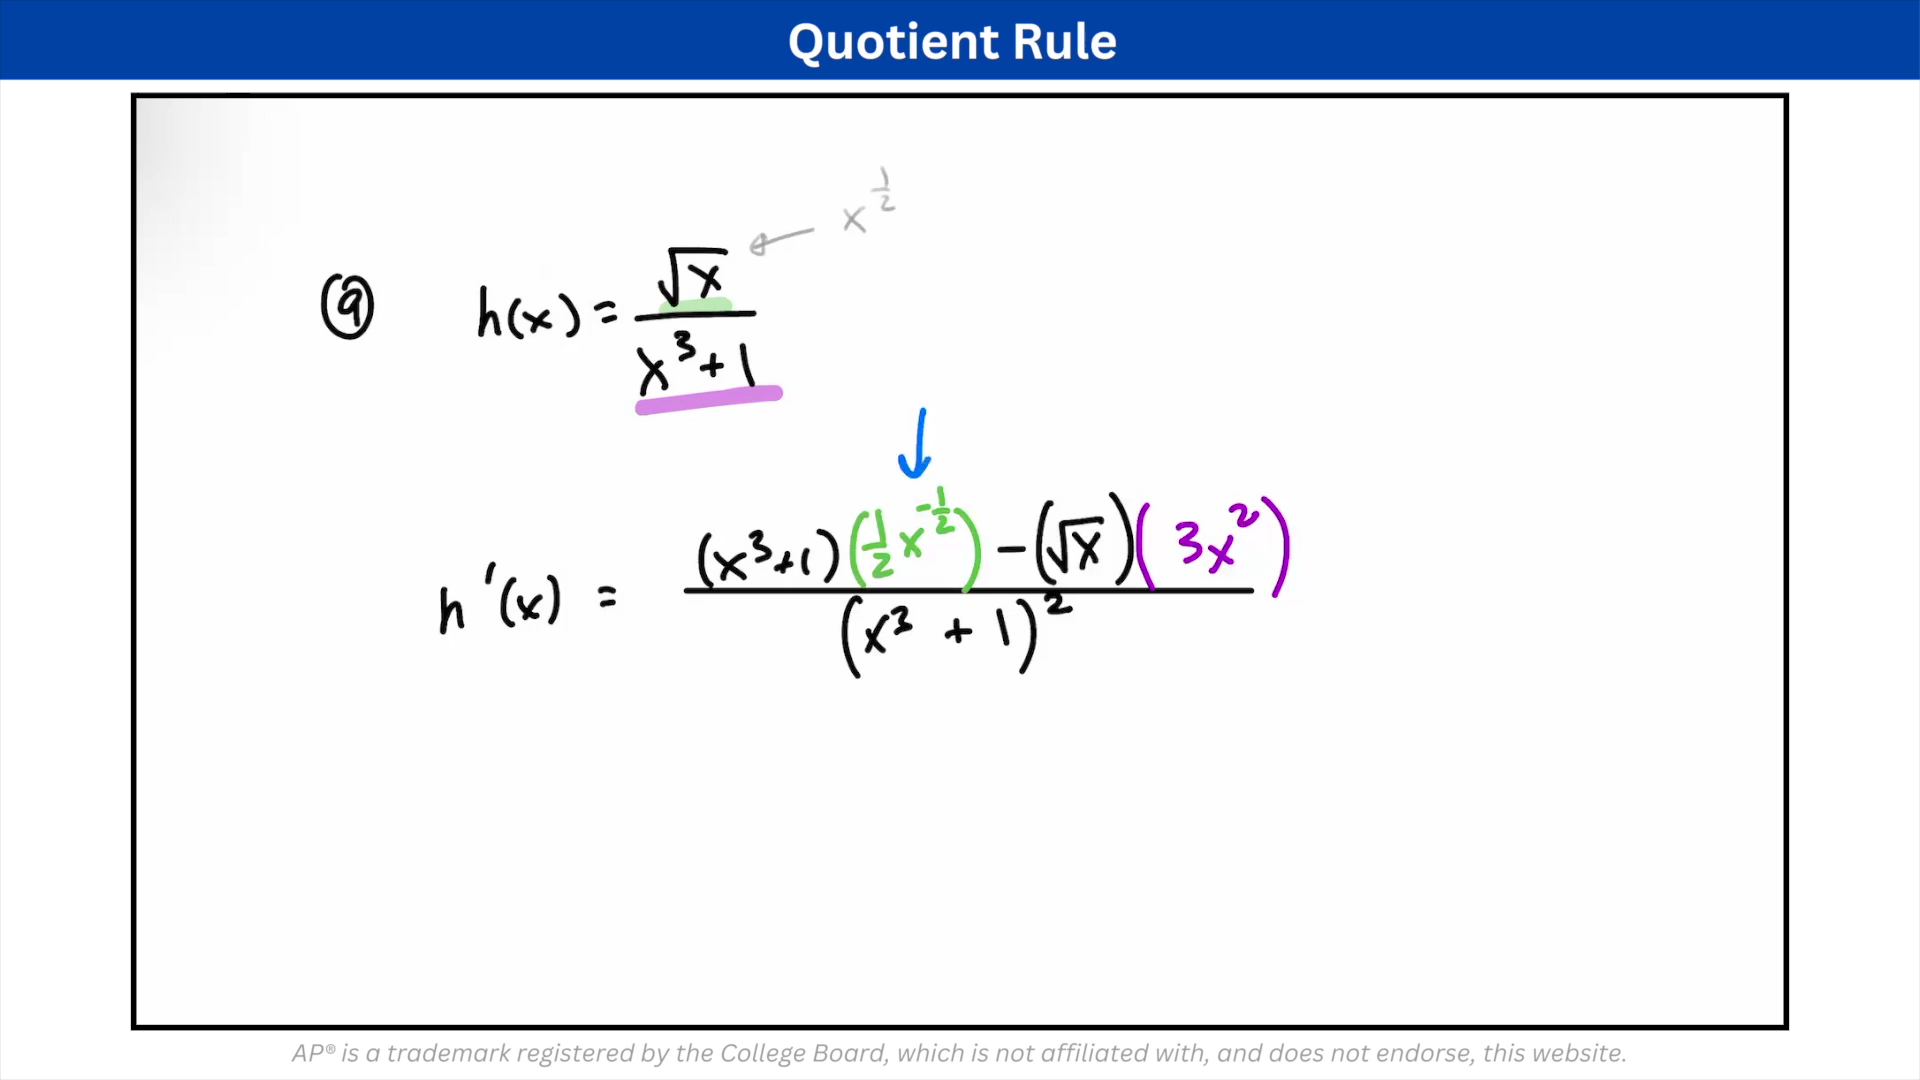 Quotient Rule
x^{1/2}
⑨ h(x) = √x / (x³+1)
h'(x) = ((x³+1)(1/2 x^{-1/2}) - (√x)(3x²)) / (x³ + 1)²
AP® is a trademark registered by the College Board, which is not affiliated with, and does not endorse, this website.